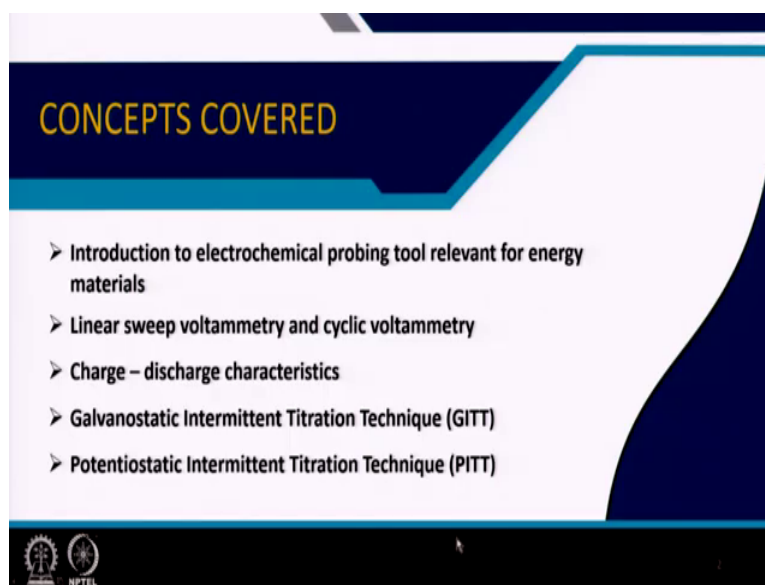 CONCEPTS COVERED
➢ Introduction to electrochemical probing tool relevant for energy
materials
➢ Linear sweep voltammetry and cyclic voltammetry
➢ Charge – discharge characteristics
➢ Galvanostatic Intermittent Titration Technique (GITT)
➢ Potentiostatic Intermittent Titration Technique (PITT)
NPTEL
2